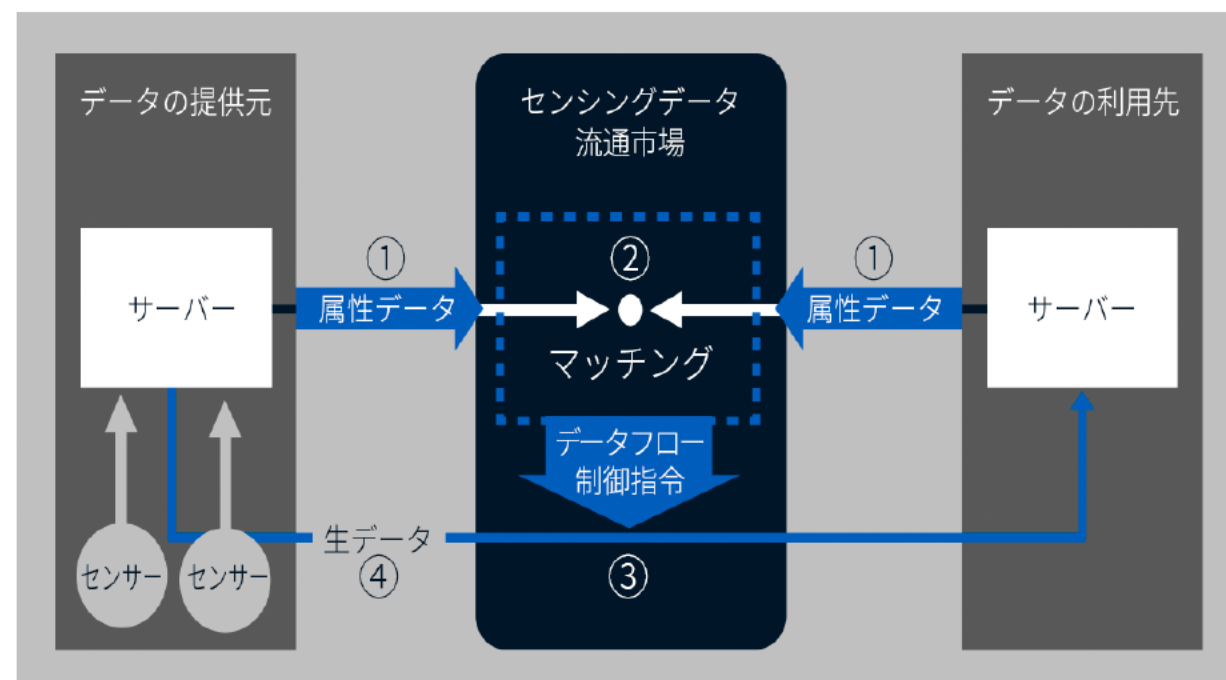 データの提供元
センシングデータ
流通市場
データの利用先
サーバー
①
属性データ
②
マッチング
①
属性データ
サーバー
データフロー
制御指令
センサー
センサー
生データ
④
③